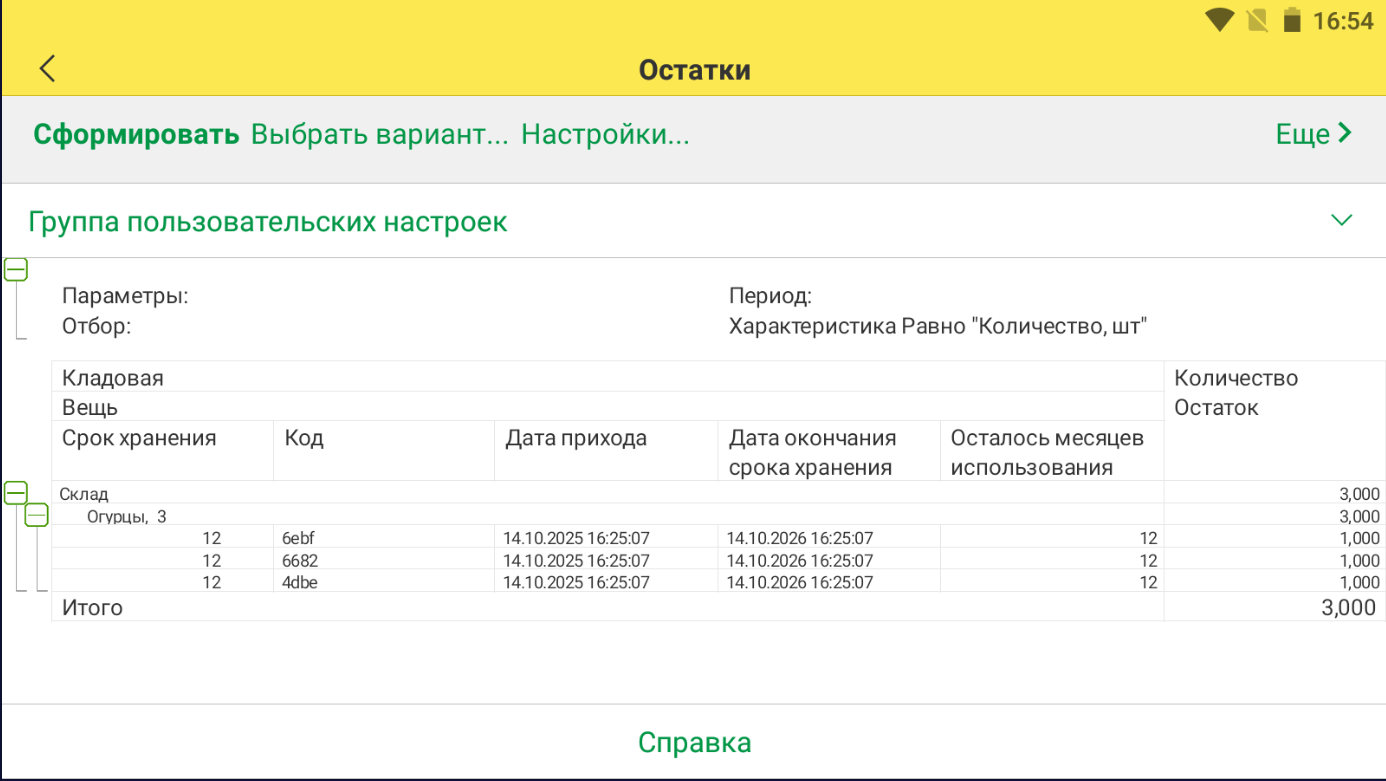 16:54
Остатки
Сформировать Выбрать вариант... Настройки... Еще
Группа пользовательских настроек
Параметры: Период:
Отбор: Характеристика Равно "Количество, шт"
Кладовая Количество
Вещь Остаток
Срок хранения Код Дата прихода Дата окончания Осталось месяцев
срока хранения использования
Склад 3,000
Огурцы, 3 3,000
12 6ebf 14.10.2025 16:25:07 14.10.2026 16:25:07 12 1,000
12 6682 14.10.2025 16:25:07 14.10.2026 16:25:07 12 1,000
12 4dbe 14.10.2025 16:25:07 14.10.2026 16:25:07 12 1,000
Итого 3,000
Справка